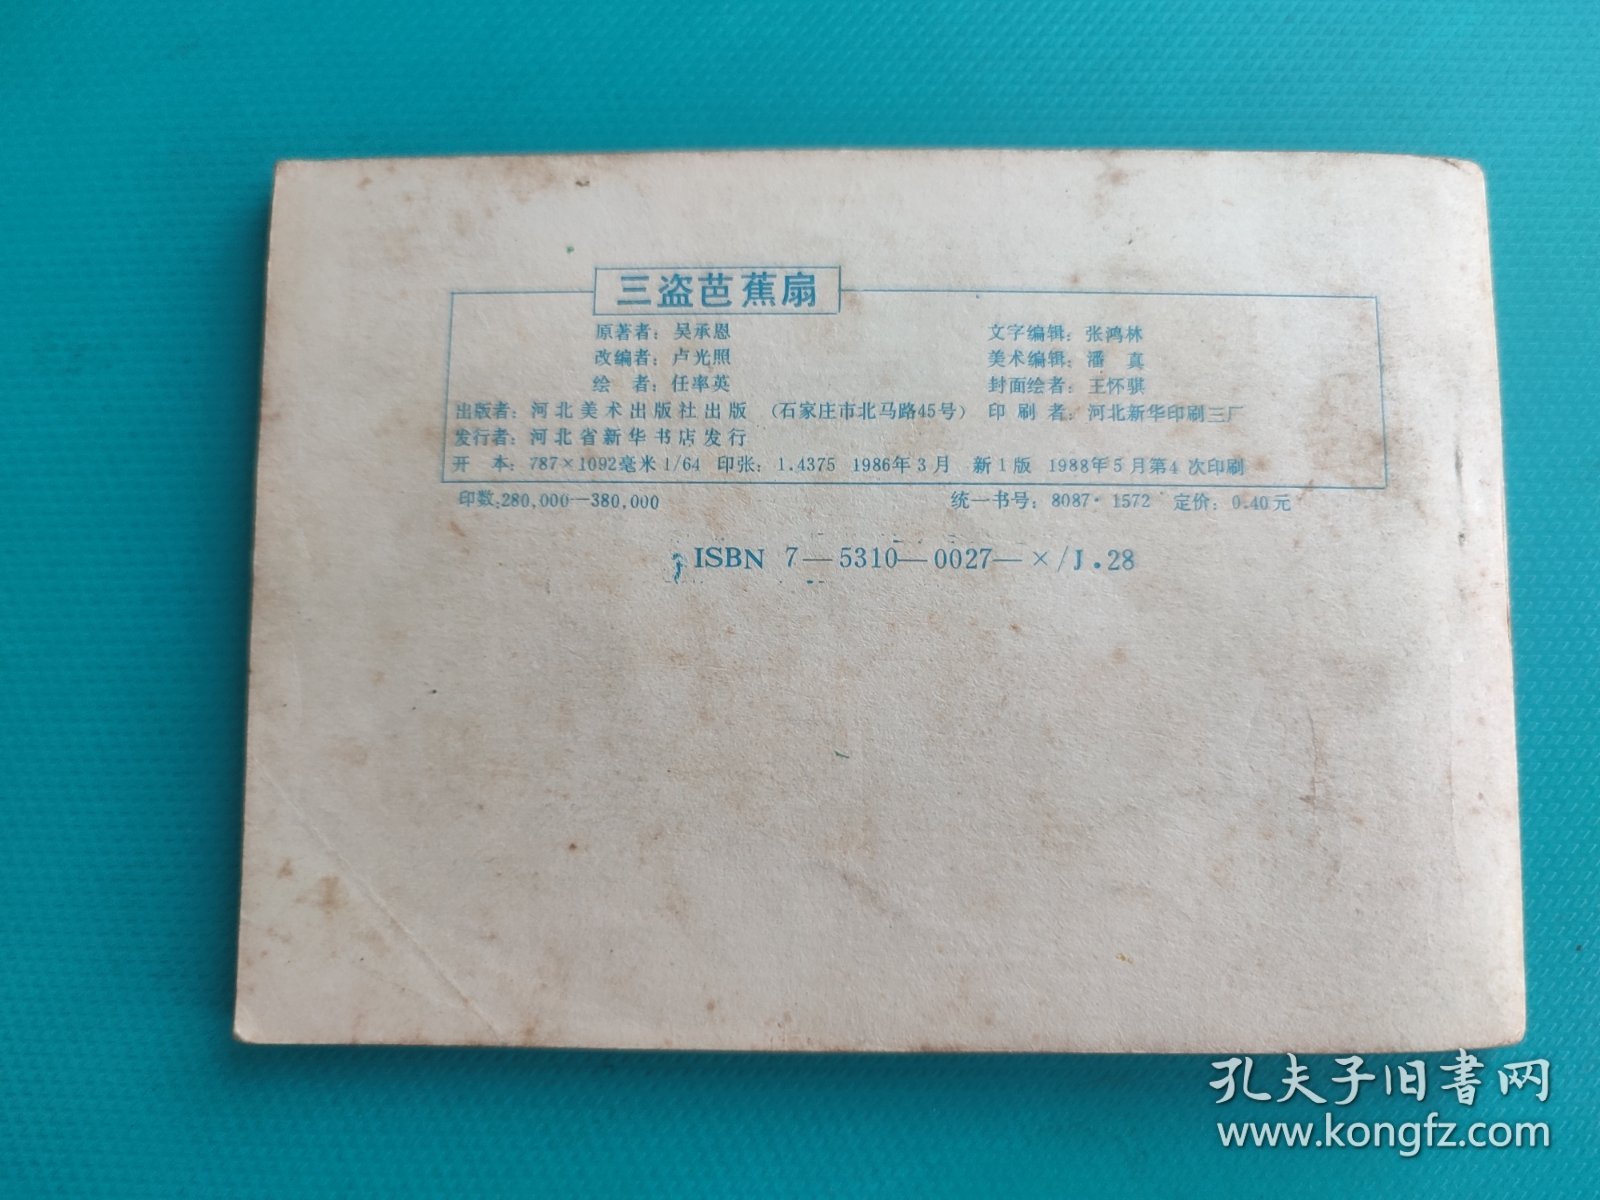 三盗芭蕉扇
原著者：吴承恩 文字编辑：张鸿林
改编者：卢光照 美术编辑：潘 真
绘 者：任率英 封面绘者：王怀骐
出版者：河北美术出版社出版 （石家庄市北马路45号） 印刷者：河北新华印刷三厂
发行者：河北省新华书店发行
开 本：787×1092毫米1/64 印张：1.4375 1986年3月 新1版 1988年5月第4次印刷
印数：280,000—380,000 统一书号：8087·1572 定价：0.40元
ISBN 7—5310—0027—×/J．28
孔夫子旧书网
www.kongfz.com